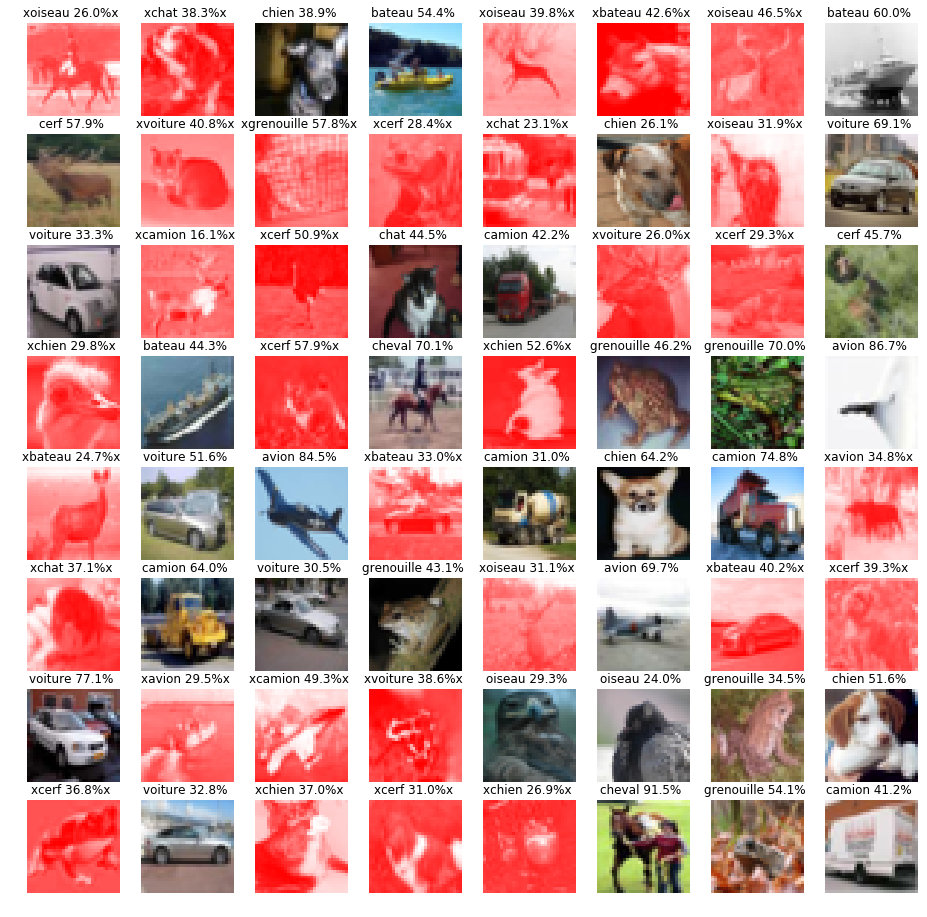 xoiseau 26.0%x xchat 38.3%x chien 38.9% bateau 54.4% xoiseau 39.8%x xbateau 42.6%x xoiseau 46.5%x bateau 60.0%
cerf 57.9% xvoiture 40.8%x xgrenouille 57.8%x xcerf 28.4%x xchat 23.1%x chien 26.1% xoiseau 31.9%x voiture 69.1%
voiture 33.3% xcamion 16.1%x xcerf 50.9%x chat 44.5% camion 42.2% xvoiture 26.0%x xcerf 29.3%x cerf 45.7%
xchien 29.8%x bateau 44.3% xcerf 57.9%x cheval 70.1% xchien 52.6%x grenouille 46.2% grenouille 70.0% avion 86.7%
xbateau 24.7%x voiture 51.6% avion 84.5% xbateau 33.0%x camion 31.0% chien 64.2% camion 74.8% xavion 34.8%x
xchat 37.1%x camion 64.0% voiture 30.5% grenouille 43.1% xoiseau 31.1%x avion 69.7% xbateau 40.2%x xcerf 39.3%x
voiture 77.1% xavion 29.5%x xcamion 49.3%x xvoiture 38.6%x oiseau 29.3% oiseau 24.0% grenouille 34.5% chien 51.6%
xcerf 36.8%x voiture 32.8% xchien 37.0%x xcerf 31.0%x xchien 26.9%x cheval 91.5% grenouille 54.1% camion 41.2%